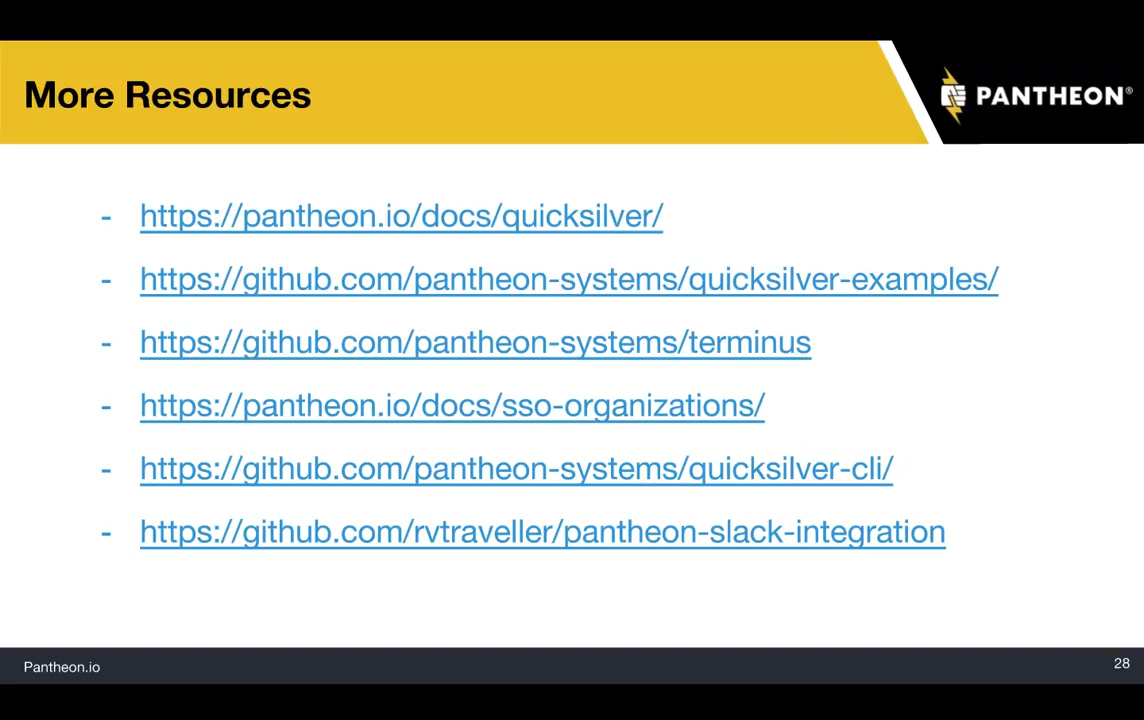 More Resources
PANTHEON®
- https://pantheon.io/docs/quicksilver/
- https://github.com/pantheon-systems/quicksilver-examples/
- https://github.com/pantheon-systems/terminus
- https://pantheon.io/docs/sso-organizations/
- https://github.com/pantheon-systems/quicksilver-cli/
- https://github.com/rvtraveller/pantheon-slack-integration
Pantheon.io
28